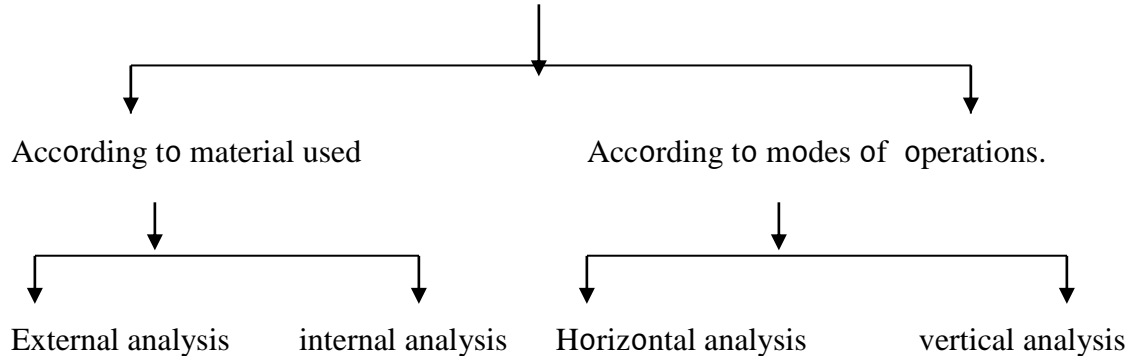 According to material used According to modes of operations.
External analysis internal analysis Horizontal analysis vertical analysis